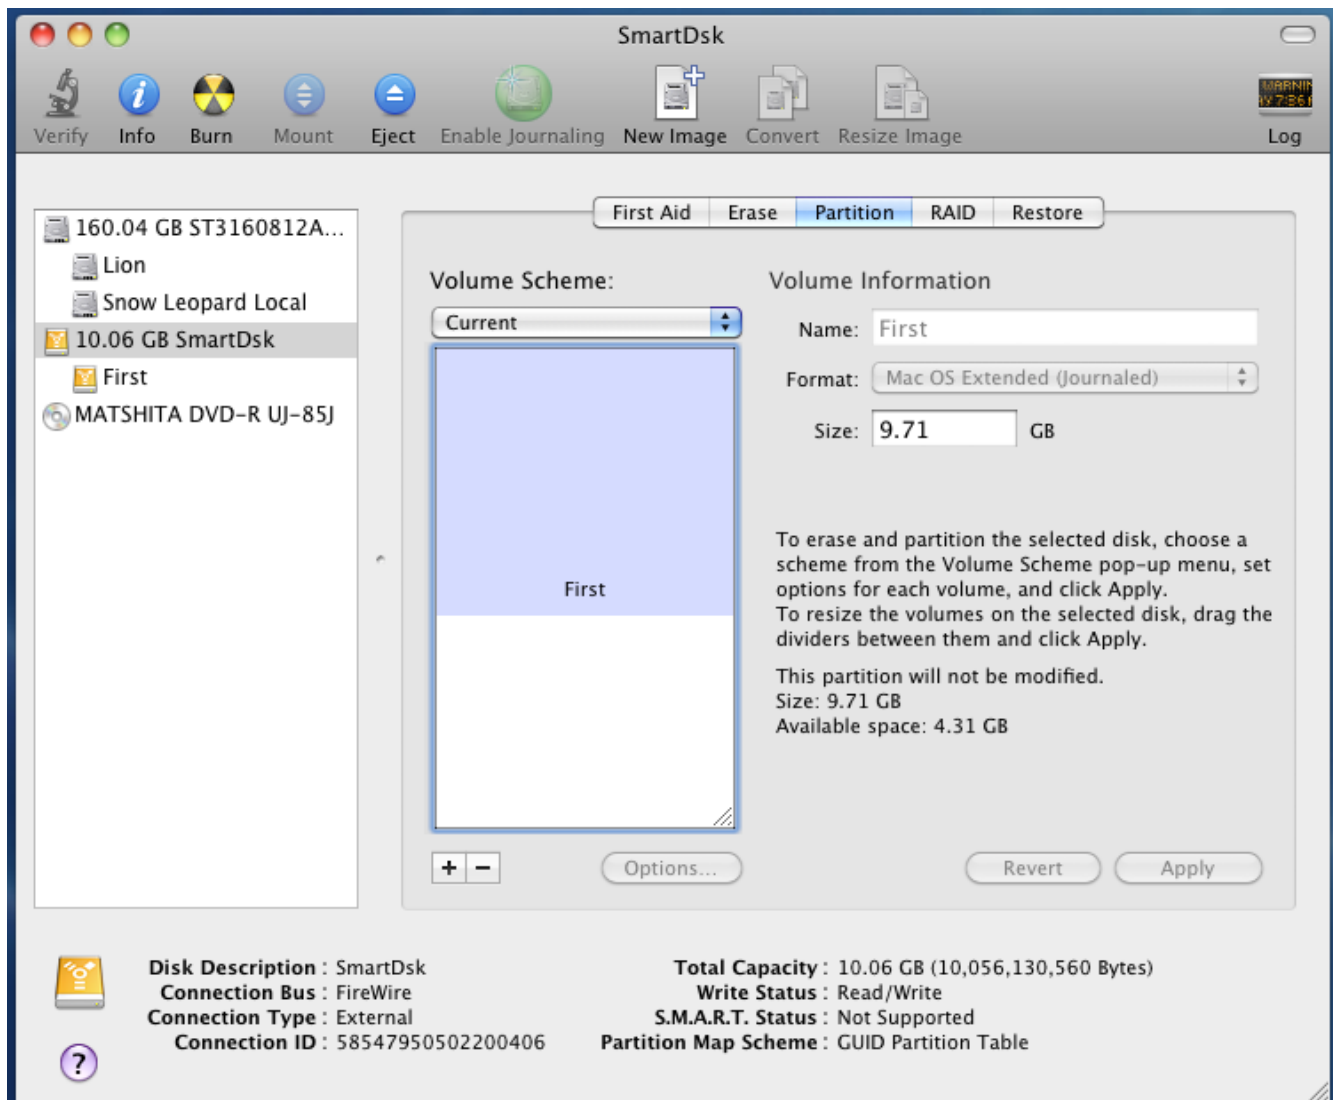 SmartDsk
Verify Info Burn Mount Eject Enable Journaling New Image Convert Resize Image Log
First Aid Erase Partition RAID Restore
160.04 GB ST3160812A...
Lion
Snow Leopard Local
10.06 GB SmartDsk
First
MATSHITA DVD-R UJ-85J
Volume Scheme:
Current
First
Options...
Volume Information
Name: First
Format: Mac OS Extended (Journaled)
Size: 9.71 GB
To erase and partition the selected disk, choose a
scheme from the Volume Scheme pop-up menu, set
options for each volume, and click Apply.
To resize the volumes on the selected disk, drag the
dividers between them and click Apply.
This partition will not be modified.
Size: 9.71 GB
Available space: 4.31 GB
Revert Apply
Disk Description : SmartDsk
Connection Bus : FireWire
Connection Type : External
Connection ID : 58547950502200406
Total Capacity : 10.06 GB (10,056,130,560 Bytes)
Write Status : Read/Write
S.M.A.R.T. Status : Not Supported
Partition Map Scheme : GUID Partition Table